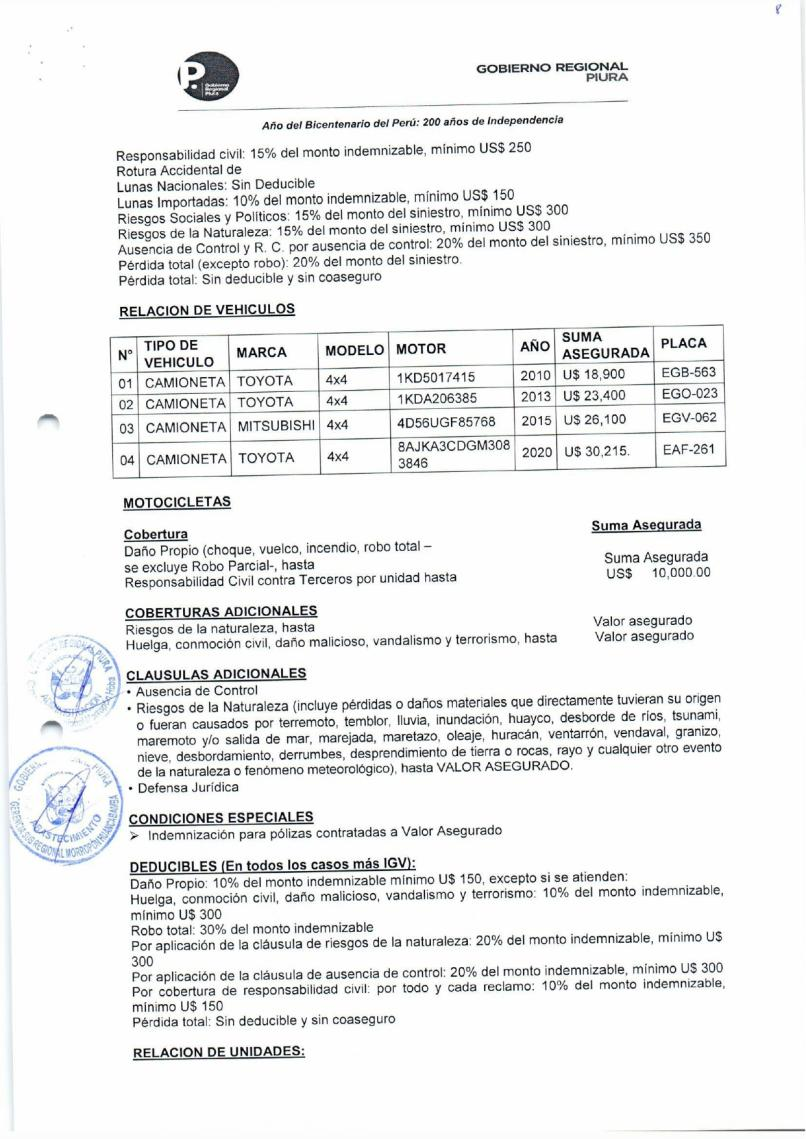 8
P.
Gobierno
Regional
Piura
GOBIERNO REGIONAL
PIURA
Año del Bicentenario del Perú: 200 años de Independencia
Responsabilidad civil: 15% del monto indemnizable, mínimo US$ 250
Rotura Accidental de
Lunas Nacionales: Sin Deducible
Lunas Importadas: 10% del monto indemnizable, mínimo US$ 150
Riesgos Sociales y Políticos: 15% del monto del siniestro, mínimo US$ 300
Riesgos de la Naturaleza: 15% del monto del siniestro, mínimo US$ 300
Ausencia de Control y R. C. por ausencia de control: 20% del monto del siniestro, mínimo US$ 350
Pérdida total (excepto robo): 20% del monto del siniestro.
Pérdida total: Sin deducible y sin coaseguro
RELACION DE VEHICULOS
N° TIPO DE VEHICULO MARCA MODELO MOTOR AÑO SUMA ASEGURADA PLACA
01 CAMIONETA TOYOTA 4x4 1KD5017415 2010 U$ 18,900 EGB-563
02 CAMIONETA TOYOTA 4x4 1KDA206385 2013 U$ 23,400 EGO-023
03 CAMIONETA MITSUBISHI 4x4 4D56UGF85768 2015 U$ 26,100 EGV-062
04 CAMIONETA TOYOTA 4x4 8AJKA3CDGM308 3846 2020 U$ 30,215. EAF-261
MOTOCICLETAS
Cobertura Suma Asegurada
Daño Propio (choque, vuelco, incendio, robo total –
se excluye Robo Parcial-, hasta Suma Asegurada
Responsabilidad Civil contra Terceros por unidad hasta US$ 10,000.00
COBERTURAS ADICIONALES
Riesgos de la naturaleza, hasta Valor asegurado
Huelga, conmoción civil, daño malicioso, vandalismo y terrorismo, hasta Valor asegurado
CLAUSULAS ADICIONALES
• Ausencia de Control
• Riesgos de la Naturaleza (incluye pérdidas o daños materiales que directamente tuvieran su origen
o fueran causados por terremoto, temblor, lluvia, inundación, huayco, desborde de ríos, tsunami,
maremoto y/o salida de mar, marejada, maretazo, oleaje, huracán, ventarrón, vendaval, granizo,
nieve, desbordamiento, derrumbes, desprendimiento de tierra o rocas, rayo y cualquier otro evento
de la naturaleza o fenómeno meteorológico), hasta VALOR ASEGURADO.
• Defensa Jurídica
CONDICIONES ESPECIALES
➢ Indemnización para pólizas contratadas a Valor Asegurado
DEDUCIBLES (En todos los casos más IGV):
Daño Propio: 10% del monto indemnizable mínimo U$ 150, excepto si se atienden:
Huelga, conmoción civil, daño malicioso, vandalismo y terrorismo: 10% del monto indemnizable,
mínimo U$ 300
Robo total: 30% del monto indemnizable
Por aplicación de la cláusula de riesgos de la naturaleza: 20% del monto indemnizable, mínimo U$
300
Por aplicación de la cláusula de ausencia de control: 20% del monto indemnizable, mínimo U$ 300
Por cobertura de responsabilidad civil: por todo y cada reclamo: 10% del monto indemnizable,
mínimo U$ 150
Pérdida total: Sin deducible y sin coaseguro
RELACION DE UNIDADES:
REGIONAL PIURA
ADMINISTRACION
PIURA
GERENCIA SUB REGIONAL MORROPON HUANCABAMBA
ABASTECIMIENTO